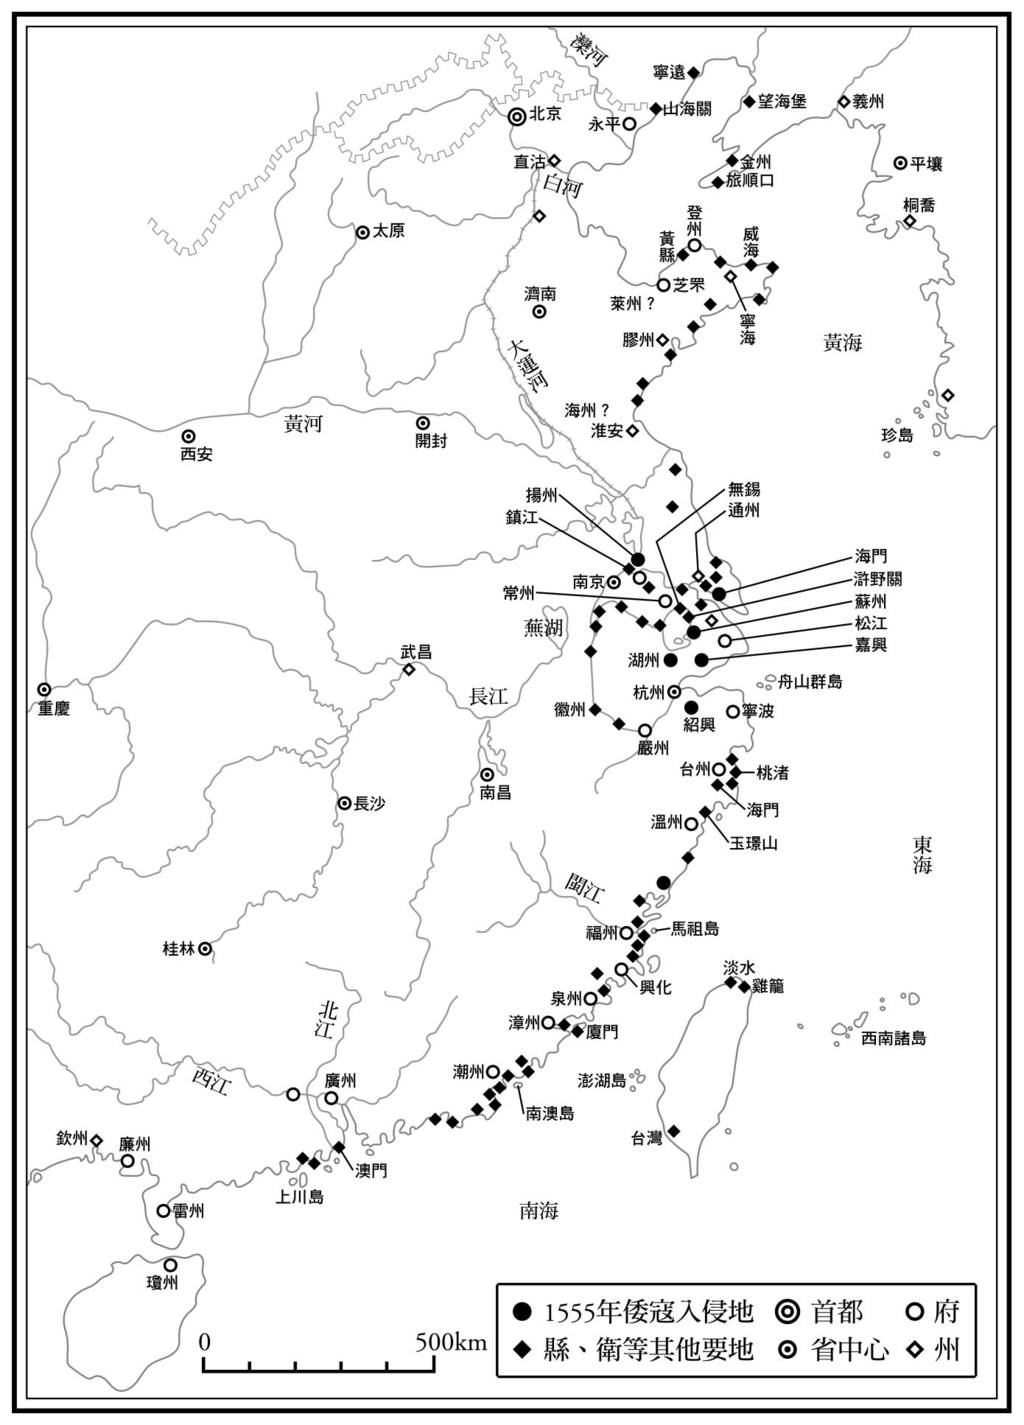 灤河
寧遠
山海關
望海堡
義州
北京
永平
直沽
白河
金州
旅順口
平壤
桐喬
太原
登州
黃縣
威海
濟南
芝罘
萊州？
寧海
膠州
黃海
大運河
海州？
淮安
黃河
開封
西安
珍島
揚州
鎮江
無錫
通州
南京
常州
海門
滸野關
蘇州
松江
嘉興
蕪湖
湖州
武昌
長江
杭州
舟山群島
重慶
徽州
紹興
寧波
嚴州
台州
桃渚
南昌
長沙
海門
溫州
玉環山
東海
閩江
福州
馬祖島
桂林
淡水
雞籠
興化
泉州
北江
漳州
廈門
西南諸島
西江
廣州
潮州
澎湖島
南澳島
欽州
廉州
台灣
澳門
上川島
雷州
南海
瓊州
0 500km
1555年倭寇入侵地 首都 府
縣、衛等其他要地 省中心 州